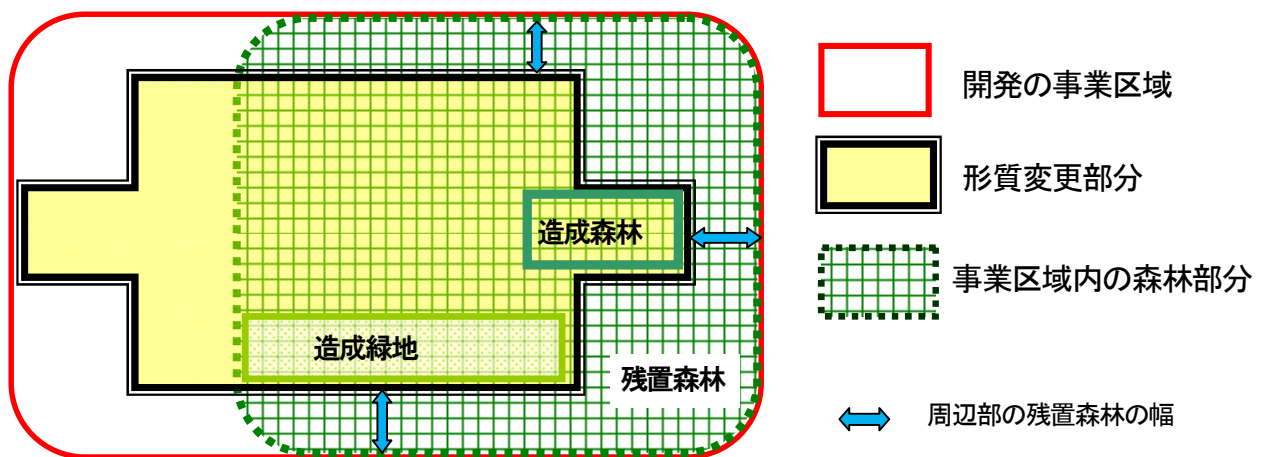 造成森林
造成緑地
残置森林
開発の事業区域
形質変更部分
事業区域内の森林部分
周辺部の残置森林の幅